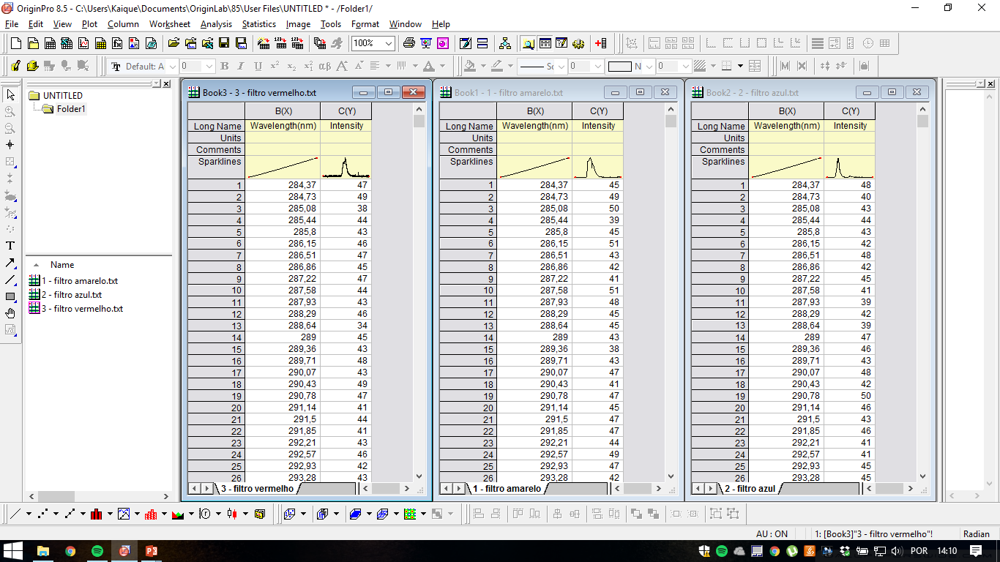 OriginPro 8.5 - C:\Users\Kaique\Documents\OriginLab\85\User Files\UNTITLED * - /Folder1/
File Edit View Plot Column Worksheet Analysis Statistics Image Tools Format Window Help
100%
Default: A 0 B I U αβ A A A 0 N 0
UNTITLED
Folder1
Name
1 - filtro amarelo.txt
2 - filtro azul.txt
3 - filtro vermelho.txt
Book3 - 3 - filtro vermelho.txt
B(X) C(Y)
Long Name Wavelength(nm) Intensity
Units
Comments
Sparklines
1 284,37 47
2 284,73 49
3 285,08 38
4 285,44 44
5 285,8 43
6 286,15 46
7 286,51 47
8 286,86 45
9 287,22 47
10 287,58 44
11 287,93 43
12 288,29 46
13 288,64 34
14 289 45
15 289,36 43
16 289,71 48
17 290,07 43
18 290,43 49
19 290,78 47
20 291,14 41
21 291,5 44
22 291,85 41
23 292,21 43
24 292,57 46
25 292,93 42
26 293,28 43
3 - filtro vermelho
Book1 - 1 - filtro amarelo.txt
B(X) C(Y)
Long Name Wavelength(nm) Intensity
Units
Comments
Sparklines
1 284,37 45
2 284,73 49
3 285,08 50
4 285,44 39
5 285,8 45
6 286,15 51
7 286,51 43
8 286,86 42
9 287,22 41
10 287,58 51
11 287,93 48
12 288,29 45
13 288,64 45
14 289 43
15 289,36 38
16 289,71 43
17 290,07 47
18 290,43 41
19 290,78 47
20 291,14 45
21 291,5 47
22 291,85 47
23 292,21 44
24 292,57 49
25 292,93 47
26 293,28 42
1 - filtro amarelo
Book2 - 2 - filtro azul.txt
B(X) C(Y)
Long Name Wavelength(nm) Intensity
Units
Comments
Sparklines
1 284,37 48
2 284,73 40
3 285,08 43
4 285,44 44
5 285,8 43
6 286,15 42
7 286,51 48
8 286,86 42
9 287,22 45
10 287,58 41
11 287,93 39
12 288,29 42
13 288,64 39
14 289 47
15 289,36 46
16 289,71 43
17 290,07 48
18 290,43 42
19 290,78 50
20 291,14 46
21 291,5 43
22 291,85 46
23 292,21 41
24 292,57 41
25 292,93 45
26 293,28 45
2 - filtro azul
AU : ON 1: [Book3]"3 - filtro vermelho"! Radian
POR 14:10